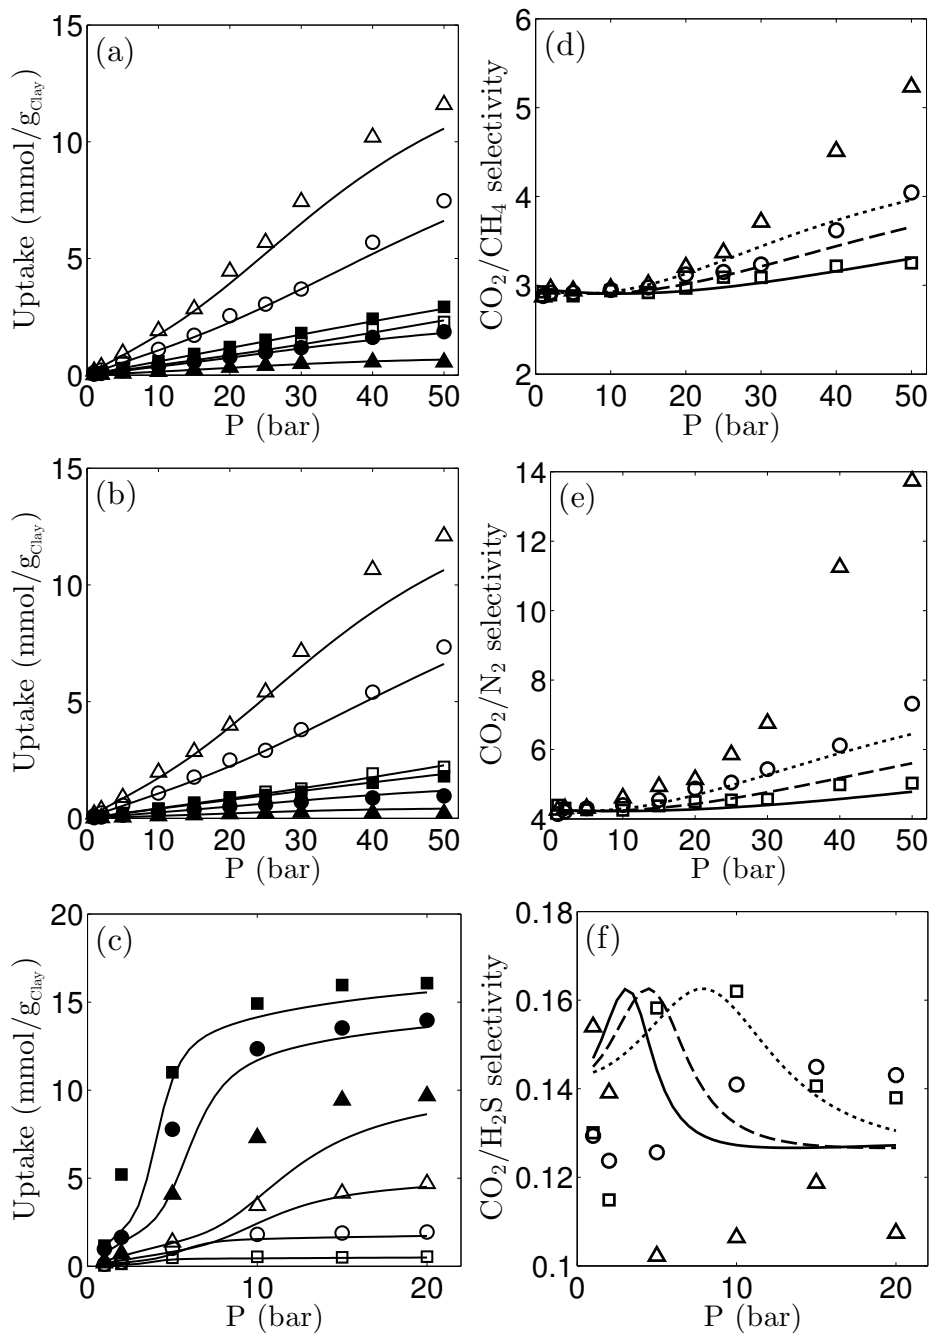 (a)
15
10
5
0
0 10 20 30 40 50
P (bar)
Uptake (mmol/g_Clay)
(d)
6
5
4
3
2
0 10 20 30 40 50
P (bar)
CO₂/CH₄ selectivity
(b)
15
10
5
0
0 10 20 30 40 50
P (bar)
Uptake (mmol/g_Clay)
(e)
14
12
10
8
6
4
0 10 20 30 40 50
P (bar)
CO₂/N₂ selectivity
(c)
20
15
10
5
0
0 10 20
P (bar)
Uptake (mmol/g_Clay)
(f)
0.18
0.16
0.14
0.12
0.1
0 10 20
P (bar)
CO₂/H₂S selectivity